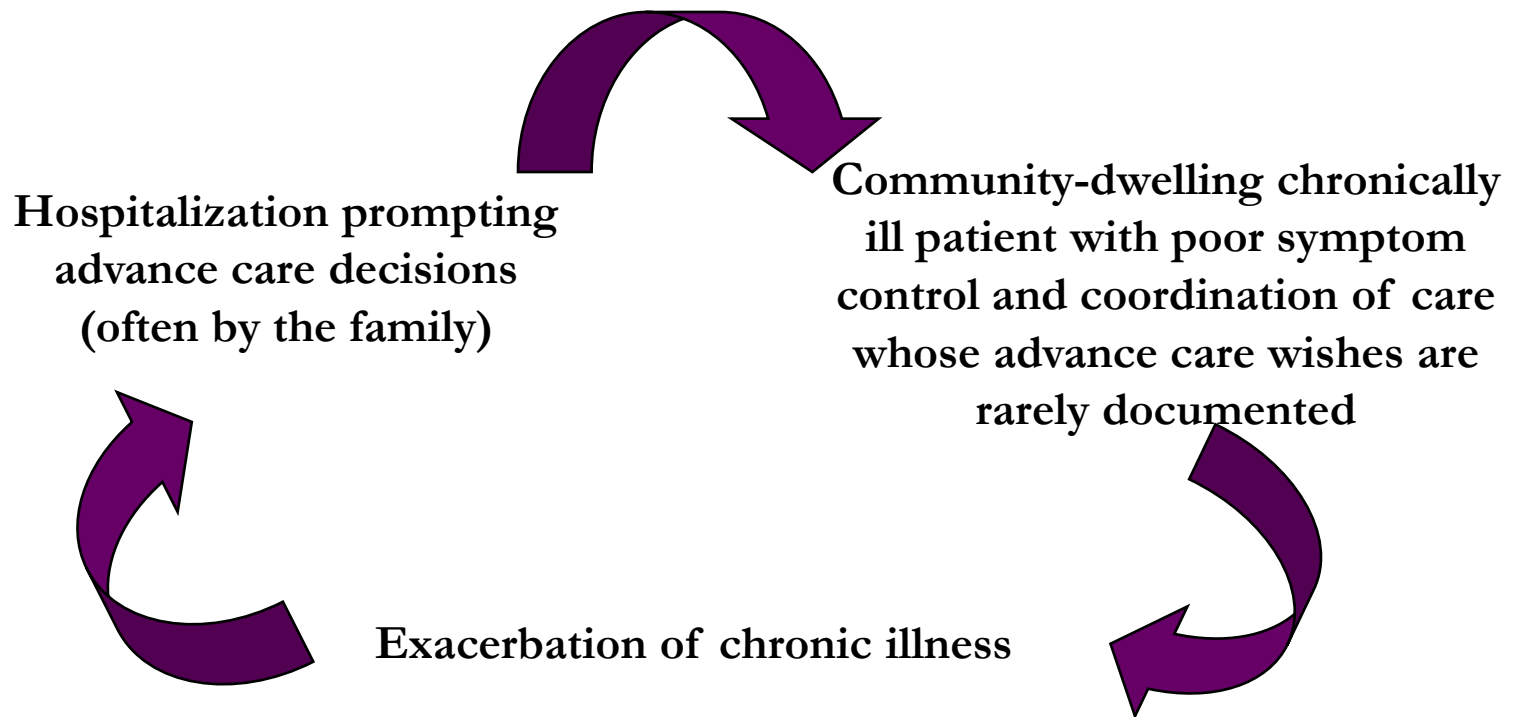 Hospitalization prompting
advance care decisions
(often by the family)
Community-dwelling chronically
ill patient with poor symptom
control and coordination of care
whose advance care wishes are
rarely documented
Exacerbation of chronic illness